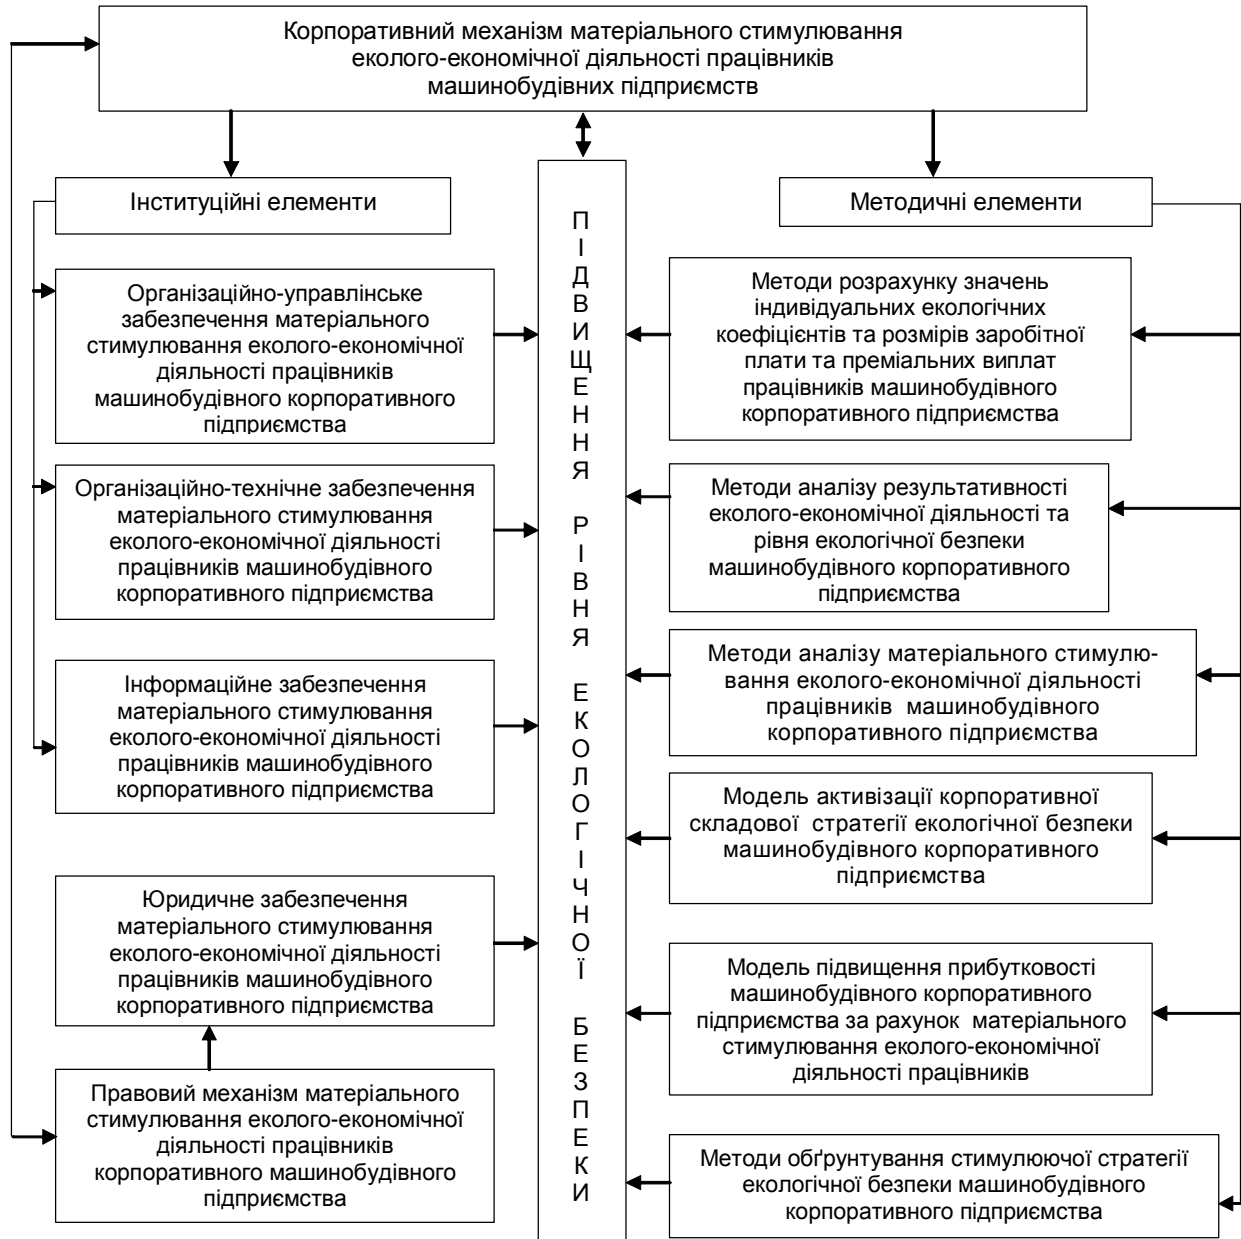 Корпоративний механізм матеріального стимулювання
еколого-економічної діяльності працівників
машинобудівних підприємств
Інституційні елементи
Методичні елементи
Організаційно-управлінське
забезпечення матеріального
стимулювання еколого-економічної
діяльності працівників
машинобудівного корпоративного
підприємства
Організаційно-технічне забезпечення
матеріального стимулювання
еколого-економічної діяльності
працівників машинобудівного
корпоративного підприємства
Інформаційне забезпечення
матеріального стимулювання
еколого-економічної діяльності
працівників машинобудівного
корпоративного підприємства
Юридичне забезпечення
матеріального стимулювання
еколого-економічної діяльності
працівників машинобудівного
корпоративного підприємства
Правовий механізм матеріального
стимулювання еколого-економічної
діяльності працівників
корпоративного машинобудівного
підприємства
ПІДВИЩЕННЯ РІВНЯ ЕКОЛОГІЧНОЇ БЕЗПЕКИ
Методи розрахунку значень
індивідуальних екологічних
коефіцієнтів та розмірів заробітної
плати та преміальних виплат
працівників машинобудівного
корпоративного підприємства
Методи аналізу результативності
еколого-економічної діяльності та
рівня екологічної безпеки
машинобудівного корпоративного
підприємства
Методи аналізу матеріального стимулю-
вання еколого-економічної діяльності
працівників машинобудівного
корпоративного підприємства
Модель активізації корпоративної
складової стратегії екологічної безпеки
машинобудівного корпоративного
підприємства
Модель підвищення прибутковості
машинобудівного корпоративного
підприємства за рахунок матеріального
стимулювання еколого-економічної
діяльності працівників
Методи обґрунтування стимулюючої стратегії
екологічної безпеки машинобудівного
корпоративного підприємства